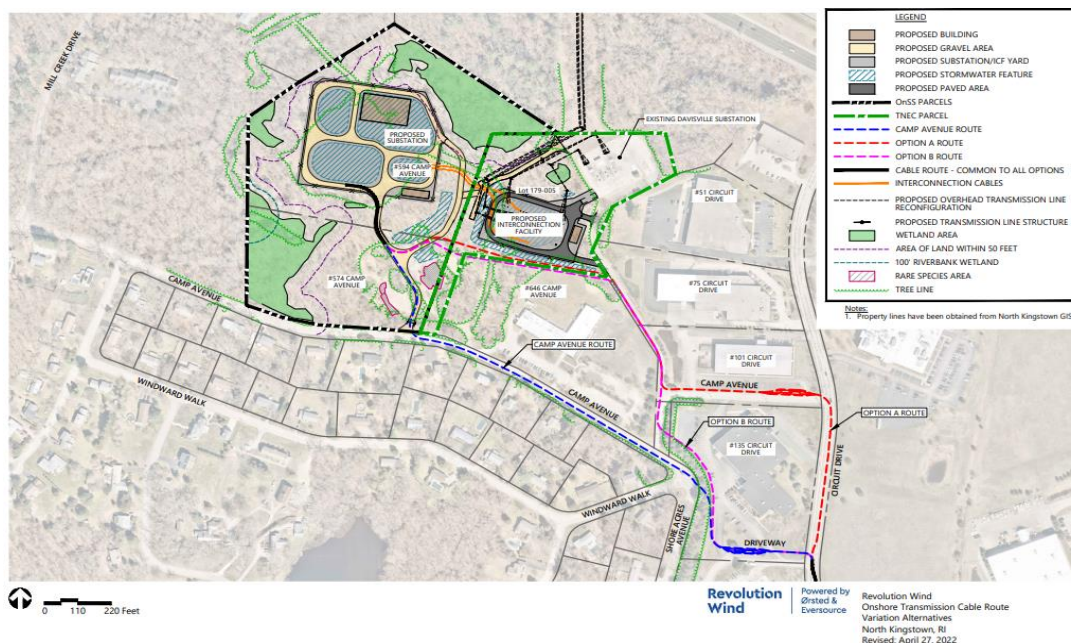 MILL CREEK DRIVE
EXISTING DAVISVILLE SUBSTATION
PROPOSED
SUBSTATION
#594 CAMP
AVENUE
Lot 179-005
PROPOSED
INTERCONNECTION
FACILITY
#51 CIRCUIT
DRIVE
#574 CAMP
AVENUE
#646 CAMP
AVENUE
#75 CIRCUIT
DRIVE
CAMP AVENUE
CAMP AVENUE ROUTE
#101 CIRCUIT
DRIVE
WINDWARD WALK
CAMP AVENUE
CAMP AVENUE
OPTION A ROUTE
OPTION B ROUTE
#135 CIRCUIT
DRIVE
CIRCUIT DRIVE
WINDWARD WALK
SHORE ACRES
AVENUE
DRIVEWAY
LEGEND
PROPOSED BUILDING
PROPOSED GRAVEL AREA
PROPOSED SUBSTATION/ICF YARD
PROPOSED STORMWATER FEATURE
PROPOSED PAVED AREA
OnSS PARCELS
TNEC PARCEL
CAMP AVENUE ROUTE
OPTION A ROUTE
OPTION B ROUTE
CABLE ROUTE - COMMON TO ALL OPTIONS
INTERCONNECTION CABLES
PROPOSED OVERHEAD TRANSMISSION LINE
RECONFIGURATION
PROPOSED TRANSMISSION LINE STRUCTURE
WETLAND AREA
AREA OF LAND WITHIN 50 FEET
100' RIVERBANK WETLAND
RARE SPECIES AREA
TREE LINE
Notes:
1. Property lines have been obtained from North Kingstown GIS
0 110 220 Feet
Revolution
Wind
Powered by
Ørsted &
Eversource
Revolution Wind
Onshore Transmission Cable Route
Variation Alternatives
North Kingstown, RI
Revised: April 27, 2022